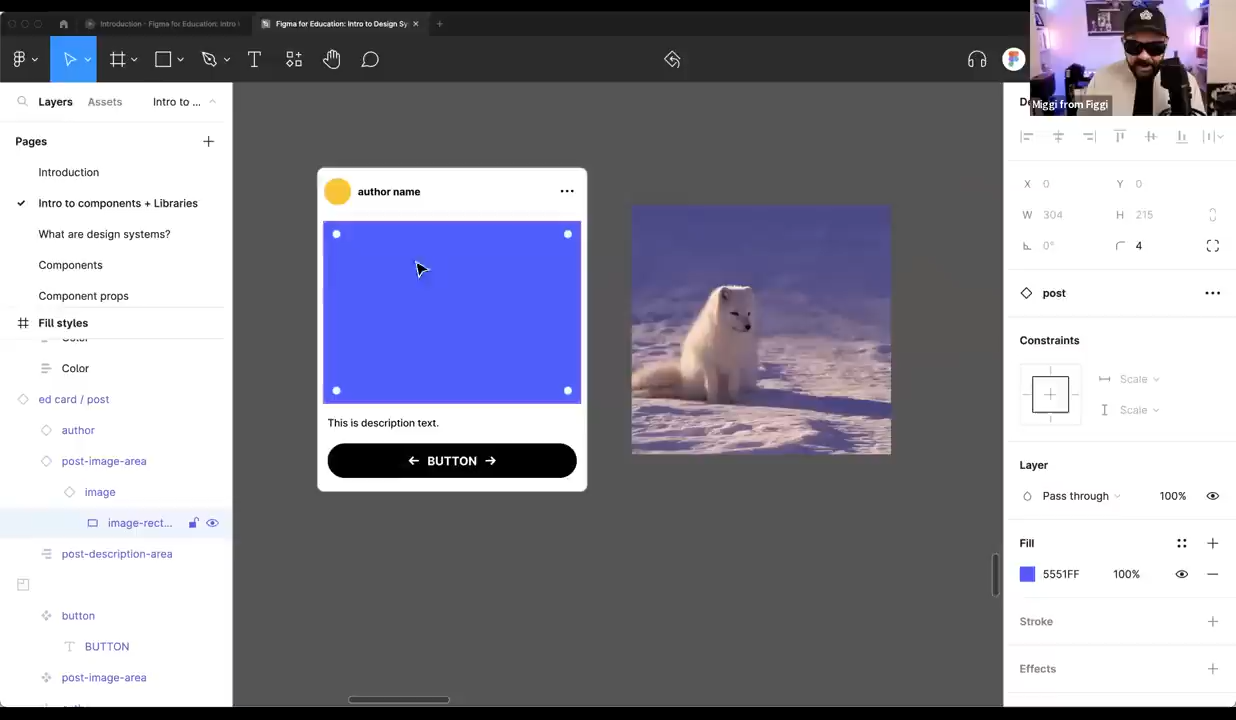 Introduction - Figma for Education: Intro t
Figma for Education: Intro to Design Sy
Miggi from Figgi
Layers
Assets
Intro to ...
Pages
Introduction
Intro to components + Libraries
What are design systems?
Components
Component props
Fill styles
Color
Color
ed card / post
author
post-image-area
image
image-rect...
post-description-area
button
BUTTON
post-image-area
author name
This is description text.
← BUTTON →
X 0
Y 0
W 304
H 215
0°
4
post
Constraints
Scale
Scale
Layer
Pass through
100%
Fill
5551FF
100%
Stroke
Effects